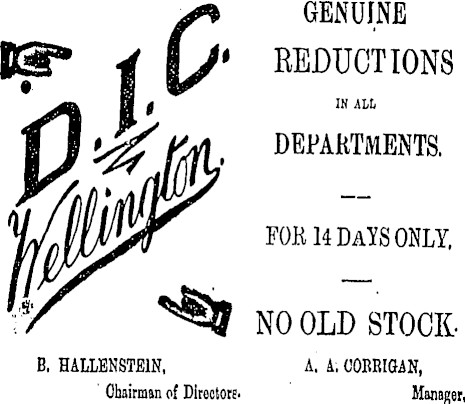 D.I.C.
Wellington.
GENUINE
REDUCTIONS
IN ALL
DEPARTMENTS.
FOR 14 DAYS ONLY.
NO OLD STOCK.
B. HALLENSTEIN,
Chairman of Directors.
A. A. CORRIGAN,
Manager.